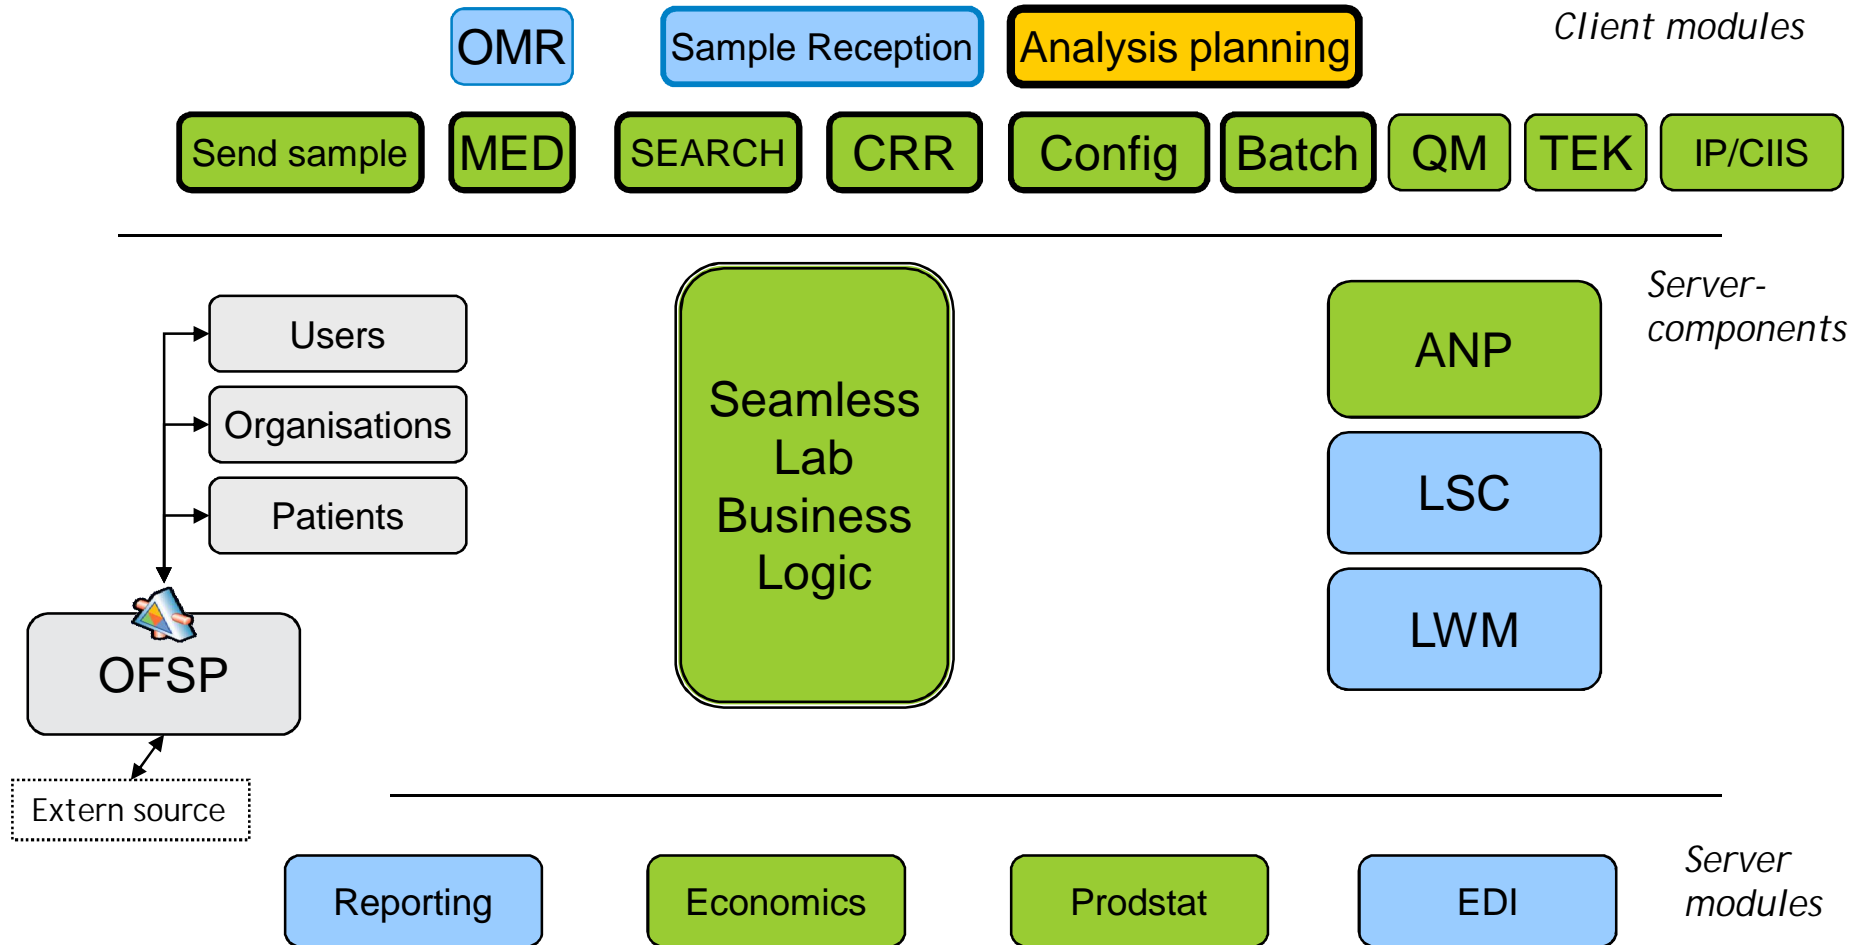 OMR
Sample Reception
Analysis planning
Client modules
Send sample
MED
SEARCH
CRR
Config
Batch
QM
TEK
IP/CIIS
Users
Organisations
Patients
OFSP
Extern source
Seamless
Lab
Business
Logic
ANP
LSC
LWM
Server-
components
Reporting
Economics
Prodstat
EDI
Server
modules